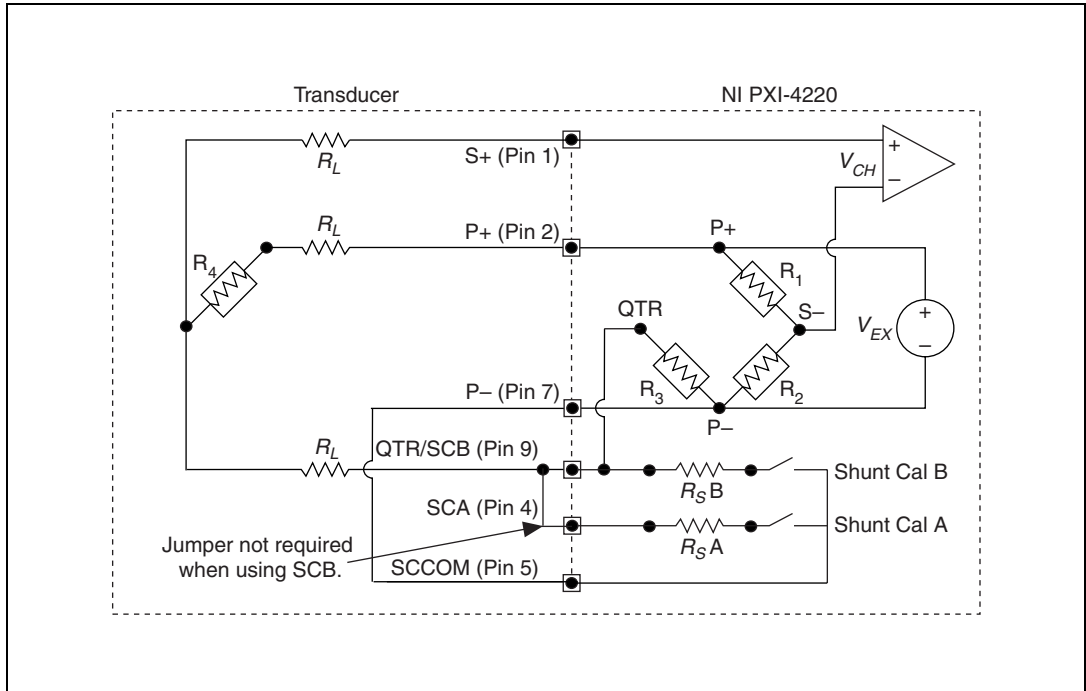 Transducer
NI PXI-4220
R_L
S+ (Pin 1)
+
V_CH
–
R_L
P+ (Pin 2)
P+
R_4
R_1
QTR
S–
+
V_EX
–
R_3
R_2
P– (Pin 7)
P–
R_L
QTR/SCB (Pin 9)
Shunt Cal B
R_S B
SCA (Pin 4)
Shunt Cal A
R_S A
Jumper not required
when using SCB.
SCCOM (Pin 5)